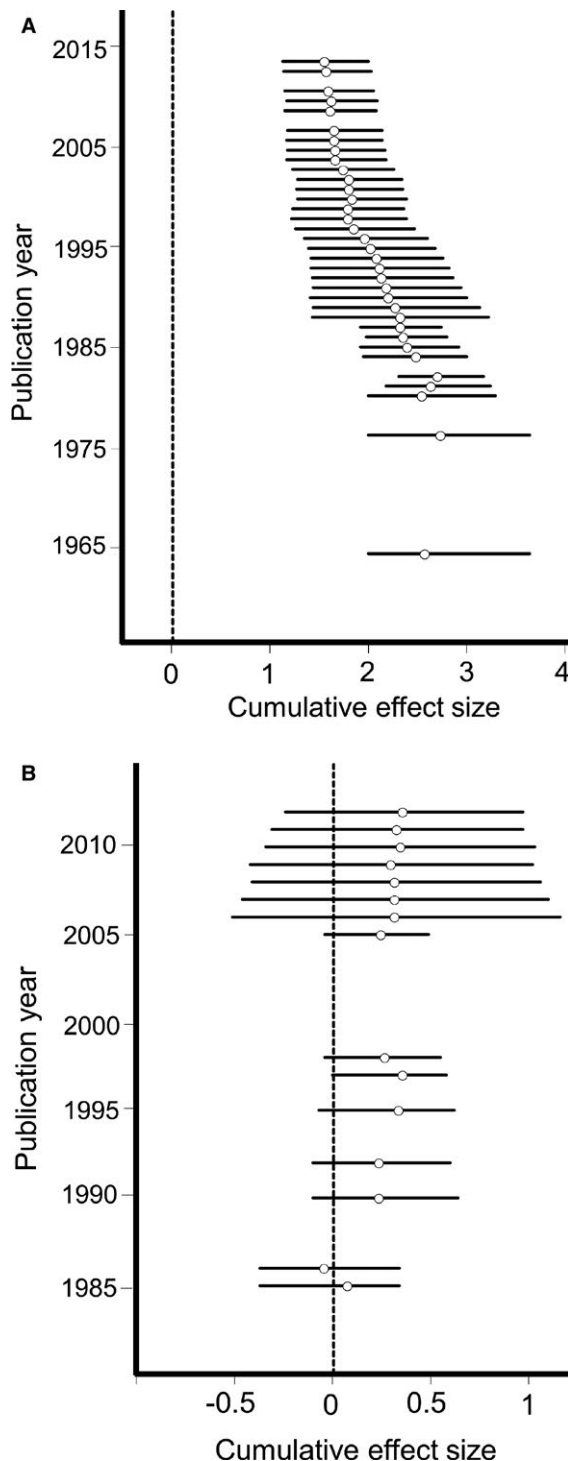 A
2015
2005
1995
1985
1975
1965
Publication year
0 1 2 3 4
Cumulative effect size
B
2010
2005
2000
1995
1990
1985
Publication year
-0.5 0 0.5 1
Cumulative effect size